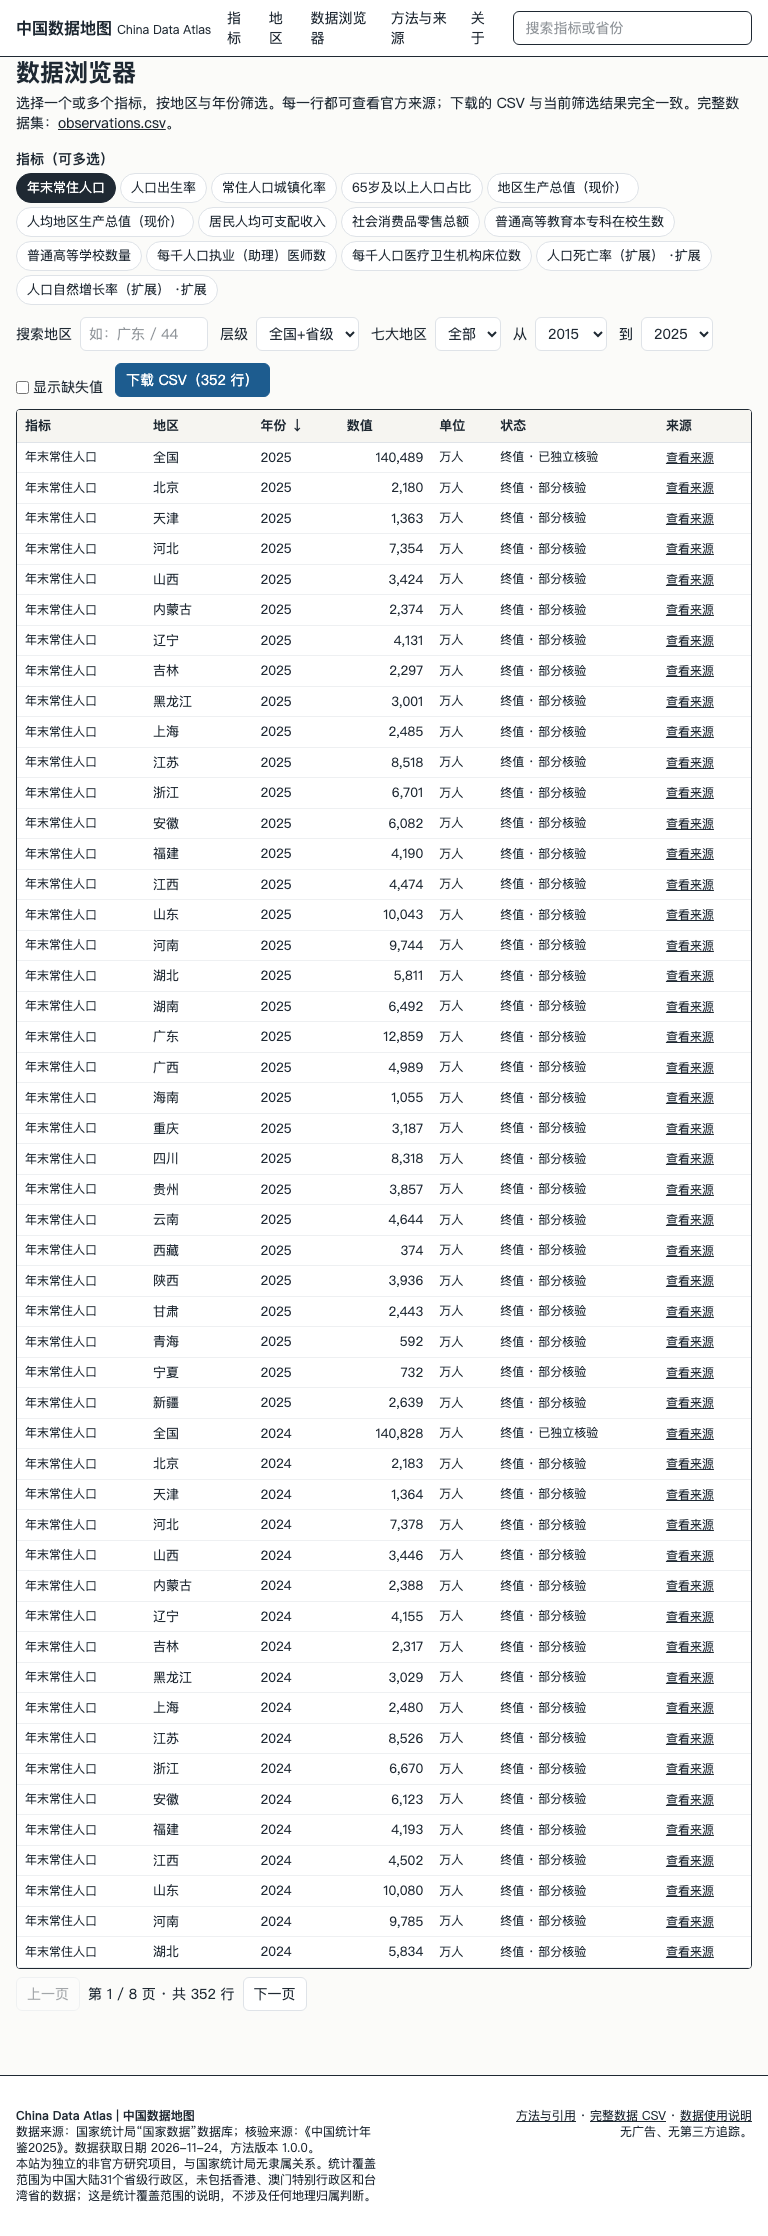 中国数据地图 China Data Atlas 指标 地区 数据浏览器 方法与来源 关于 搜索指标或省份
数据浏览器
选择一个或多个指标，按地区与年份筛选。每一行都可查看官方来源；下载的 CSV 与当前筛选结果完全一致。完整数
据集：observations.csv。
指标（可多选）
年末常住人口 人口出生率 常住人口城镇化率 65岁及以上人口占比 地区生产总值（现价）
人均地区生产总值（现价） 居民人均可支配收入 社会消费品零售总额 普通高等教育本专科在校生数
普通高等学校数量 每千人口执业（助理）医师数 每千人口医疗卫生机构床位数 人口死亡率（扩展） ·扩展
人口自然增长率（扩展） ·扩展
搜索地区 如：广东 / 44 层级 全国+省级 七大地区 全部 从 2015 到 2025
显示缺失值 下载 CSV（352 行）
指标 地区 年份 ↓ 数值 单位 状态 来源
年末常住人口 全国 2025 140,489 万人 终值 · 已独立核验 查看来源
年末常住人口 北京 2025 2,180 万人 终值 · 部分核验 查看来源
年末常住人口 天津 2025 1,363 万人 终值 · 部分核验 查看来源
年末常住人口 河北 2025 7,354 万人 终值 · 部分核验 查看来源
年末常住人口 山西 2025 3,424 万人 终值 · 部分核验 查看来源
年末常住人口 内蒙古 2025 2,374 万人 终值 · 部分核验 查看来源
年末常住人口 辽宁 2025 4,131 万人 终值 · 部分核验 查看来源
年末常住人口 吉林 2025 2,297 万人 终值 · 部分核验 查看来源
年末常住人口 黑龙江 2025 3,001 万人 终值 · 部分核验 查看来源
年末常住人口 上海 2025 2,485 万人 终值 · 部分核验 查看来源
年末常住人口 江苏 2025 8,518 万人 终值 · 部分核验 查看来源
年末常住人口 浙江 2025 6,701 万人 终值 · 部分核验 查看来源
年末常住人口 安徽 2025 6,082 万人 终值 · 部分核验 查看来源
年末常住人口 福建 2025 4,190 万人 终值 · 部分核验 查看来源
年末常住人口 江西 2025 4,474 万人 终值 · 部分核验 查看来源
年末常住人口 山东 2025 10,043 万人 终值 · 部分核验 查看来源
年末常住人口 河南 2025 9,744 万人 终值 · 部分核验 查看来源
年末常住人口 湖北 2025 5,811 万人 终值 · 部分核验 查看来源
年末常住人口 湖南 2025 6,492 万人 终值 · 部分核验 查看来源
年末常住人口 广东 2025 12,859 万人 终值 · 部分核验 查看来源
年末常住人口 广西 2025 4,989 万人 终值 · 部分核验 查看来源
年末常住人口 海南 2025 1,055 万人 终值 · 部分核验 查看来源
年末常住人口 重庆 2025 3,187 万人 终值 · 部分核验 查看来源
年末常住人口 四川 2025 8,318 万人 终值 · 部分核验 查看来源
年末常住人口 贵州 2025 3,857 万人 终值 · 部分核验 查看来源
年末常住人口 云南 2025 4,644 万人 终值 · 部分核验 查看来源
年末常住人口 西藏 2025 374 万人 终值 · 部分核验 查看来源
年末常住人口 陕西 2025 3,936 万人 终值 · 部分核验 查看来源
年末常住人口 甘肃 2025 2,443 万人 终值 · 部分核验 查看来源
年末常住人口 青海 2025 592 万人 终值 · 部分核验 查看来源
年末常住人口 宁夏 2025 732 万人 终值 · 部分核验 查看来源
年末常住人口 新疆 2025 2,639 万人 终值 · 部分核验 查看来源
年末常住人口 全国 2024 140,828 万人 终值 · 已独立核验 查看来源
年末常住人口 北京 2024 2,183 万人 终值 · 部分核验 查看来源
年末常住人口 天津 2024 1,364 万人 终值 · 部分核验 查看来源
年末常住人口 河北 2024 7,378 万人 终值 · 部分核验 查看来源
年末常住人口 山西 2024 3,446 万人 终值 · 部分核验 查看来源
年末常住人口 内蒙古 2024 2,388 万人 终值 · 部分核验 查看来源
年末常住人口 辽宁 2024 4,155 万人 终值 · 部分核验 查看来源
年末常住人口 吉林 2024 2,317 万人 终值 · 部分核验 查看来源
年末常住人口 黑龙江 2024 3,029 万人 终值 · 部分核验 查看来源
年末常住人口 上海 2024 2,480 万人 终值 · 部分核验 查看来源
年末常住人口 江苏 2024 8,526 万人 终值 · 部分核验 查看来源
年末常住人口 浙江 2024 6,670 万人 终值 · 部分核验 查看来源
年末常住人口 安徽 2024 6,123 万人 终值 · 部分核验 查看来源
年末常住人口 福建 2024 4,193 万人 终值 · 部分核验 查看来源
年末常住人口 江西 2024 4,502 万人 终值 · 部分核验 查看来源
年末常住人口 山东 2024 10,080 万人 终值 · 部分核验 查看来源
年末常住人口 河南 2024 9,785 万人 终值 · 部分核验 查看来源
年末常住人口 湖北 2024 5,834 万人 终值 · 部分核验 查看来源
上一页 第 1 / 8 页 · 共 352 行 下一页
China Data Atlas | 中国数据地图
数据来源：国家统计局“国家数据”数据库；核验来源：《中国统计年
鉴2025》。数据获取日期 2026-11-24，方法版本 1.0.0。
本站为独立的非官方研究项目，与国家统计局无隶属关系。统计覆盖
范围为中国大陆31个省级行政区，未包括香港、澳门特别行政区和台
湾省的数据；这是统计覆盖范围的说明，不涉及任何地理归属判断。
方法与引用 · 完整数据 CSV · 数据使用说明
无广告、无第三方追踪。